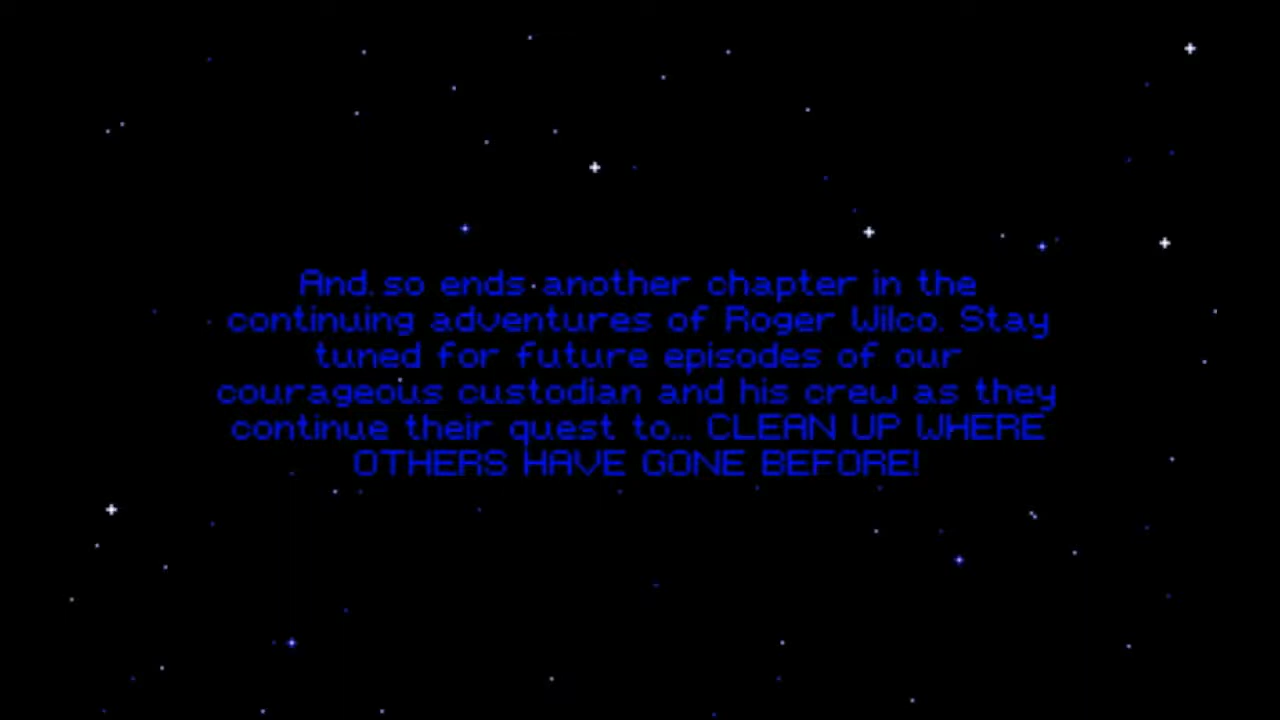 And so ends another chapter in the
continuing adventures of Roger Wilco. Stay
tuned for future episodes of our
courageous custodian and his crew as they
continue their quest to... CLEAN UP WHERE
OTHERS HAVE GONE BEFORE!